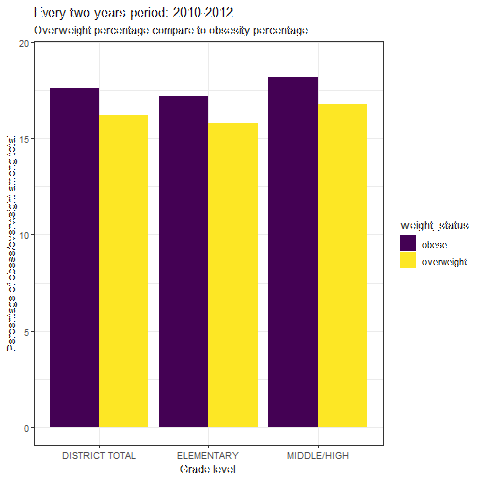 Every two years period: 2010-2012
Overweight percentage compare to obsesity percentage
20
15
10
5
0
Percentage of obese/overweight among total
DISTRICT TOTAL
ELEMENTARY
MIDDLE/HIGH
Grade level
weight_status
obese
overweight